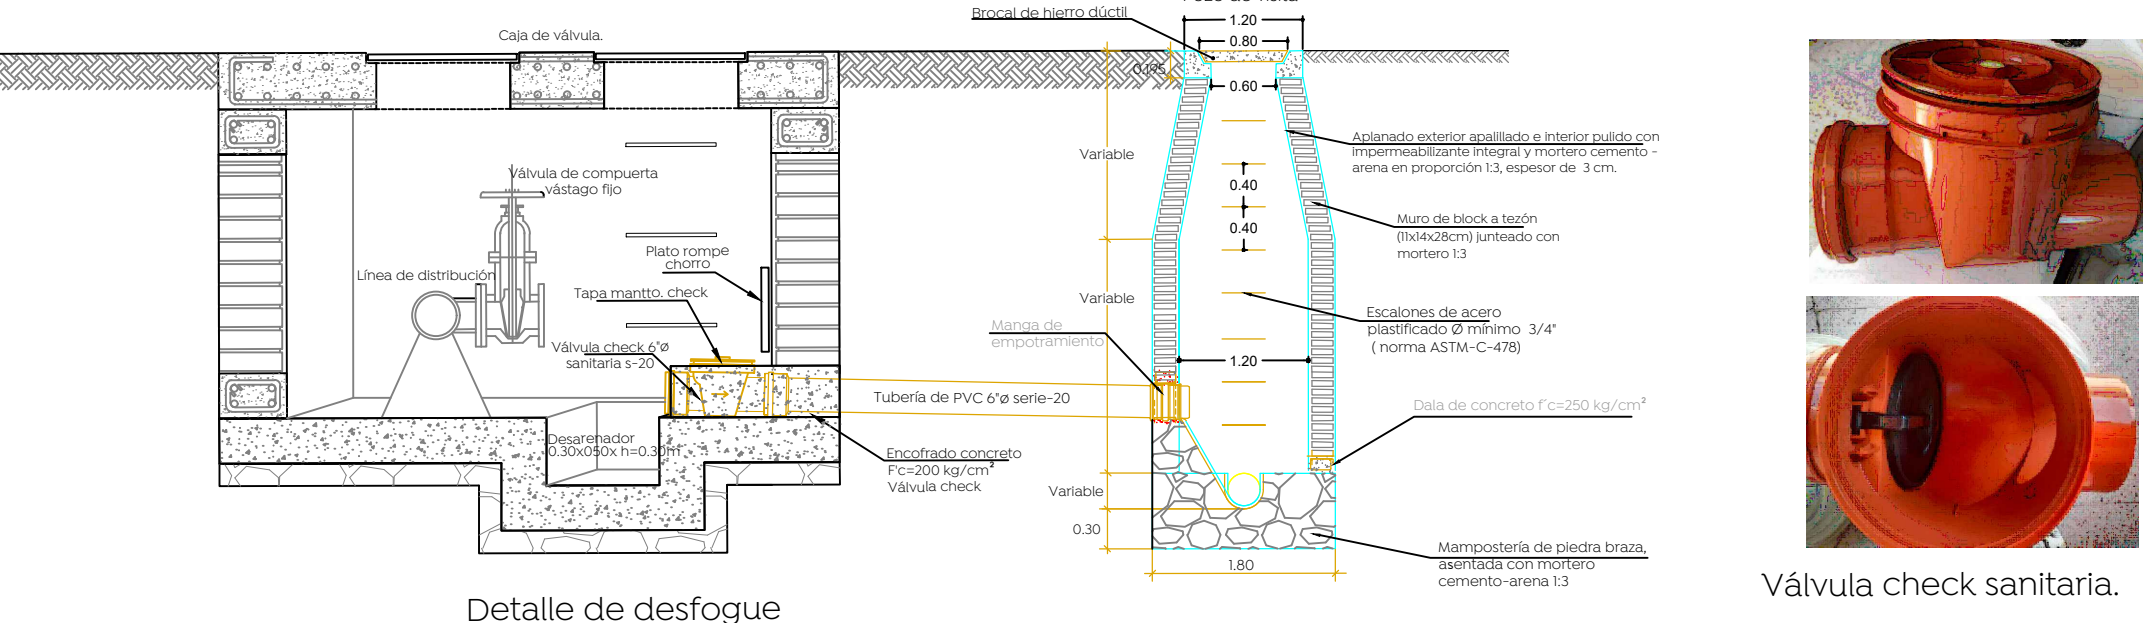 Caja de válvula.
Válvula de compuerta
vástago fijo
Línea de distribución
Plato rompe
chorro
Tapa mantto. check
Válvula check 6"ø
sanitaria s-20
Desarenador
0.30x050x h=0.30m
Tubería de PVC 6"ø serie-20
Encofrado concreto
F'c=200 kg/cm²
Válvula check
Detalle de desfogue
Brocal de hierro dúctil
1.20
0.80
0.195
0.60
Variable
0.40
0.40
Variable
Manga de
empotramiento
1.20
Variable
0.30
1.80
Aplanado exterior apalillado e interior pulido con
impermeabilizante integral y mortero cemento -
arena en proporción 1:3, espesor de 3 cm.
Muro de block a tezón
(11x14x28cm) junteado con
mortero 1:3
Escalones de acero
plastificado Ø mínimo 3/4"
( norma ASTM-C-478)
Dala de concreto f´c=250 kg/cm²
Mampostería de piedra braza,
asentada con mortero
cemento-arena 1:3
Válvula check sanitaria.